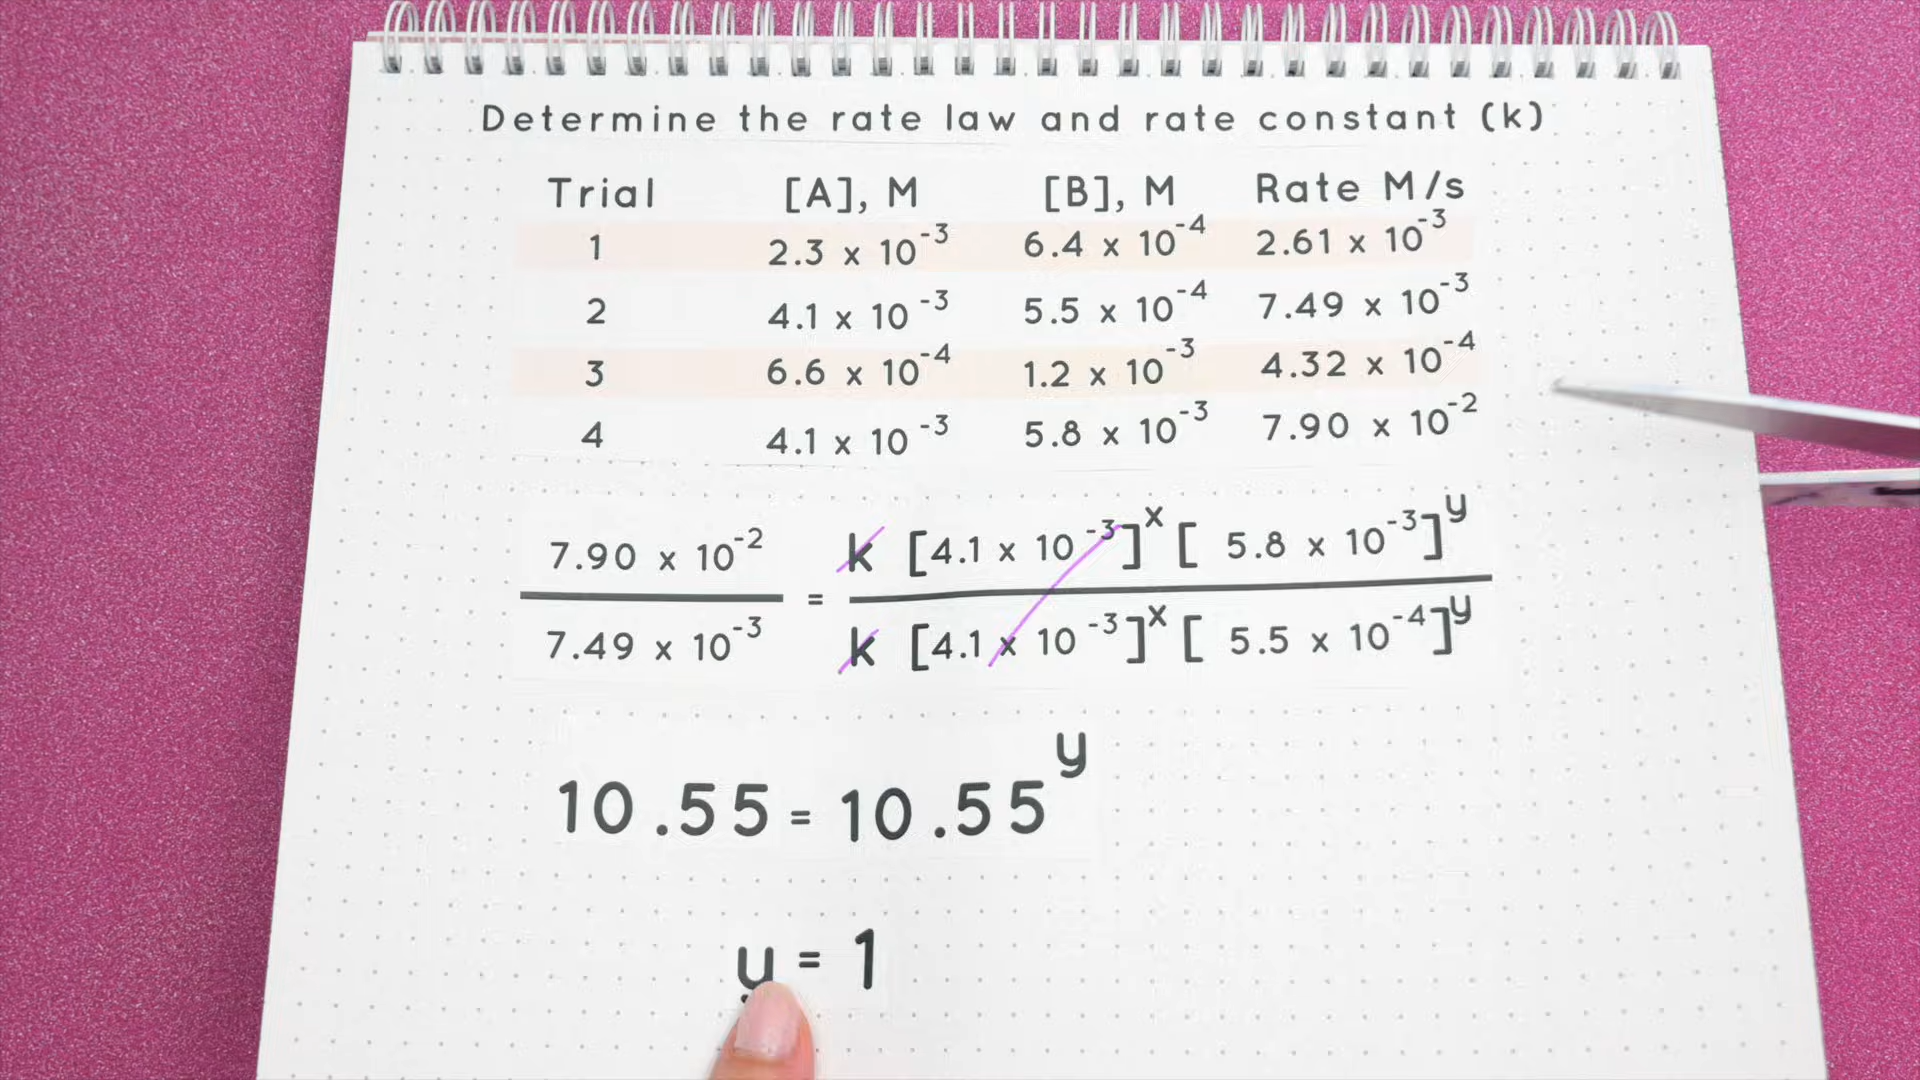 Determine the rate law and rate constant (k)
Trial [A], M [B], M Rate M/s
1 2.3 x 10⁻³ 6.4 x 10⁻⁴ 2.61 x 10⁻³
2 4.1 x 10⁻³ 5.5 x 10⁻⁴ 7.49 x 10⁻³
3 6.6 x 10⁻⁴ 1.2 x 10⁻³ 4.32 x 10⁻⁴
4 4.1 x 10⁻³ 5.8 x 10⁻³ 7.90 x 10⁻²
7.90 x 10⁻² = k [4.1 x 10⁻³]ˣ [ 5.8 x 10⁻³]ʸ
7.49 x 10⁻³ k [4.1 x 10⁻³]ˣ [ 5.5 x 10⁻⁴]ʸ
10.55 = 10.55ʸ
y = 1